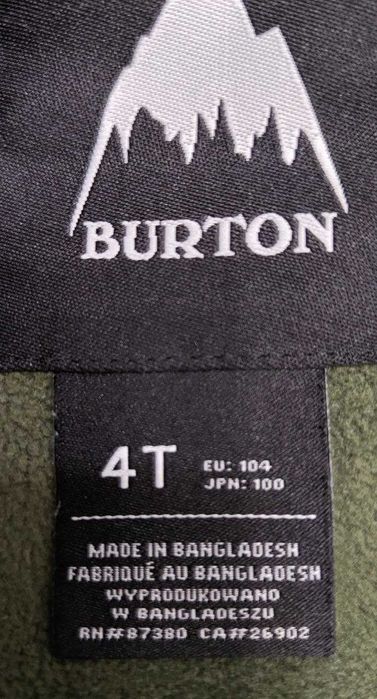 BURTON
4T EU: 104
JPN: 100
MADE IN BANGLADESH
FABRIQUÉ AU BANGLADESH
WYPRODUKOWANO
W BANGLADESZU
RN#87380 CA#26902